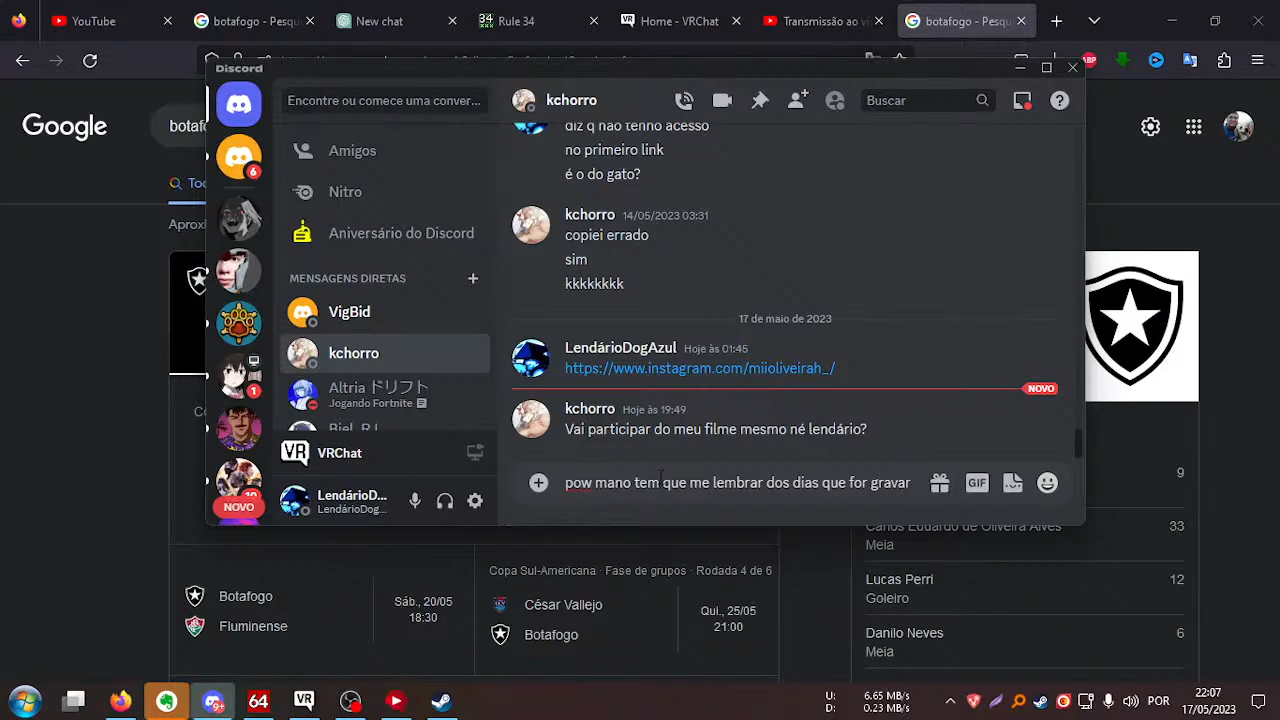 YouTube
botafogo - Pesqu
New chat
Rule 34
Home - VRChat
Transmissão ao vi
botafogo - Pesqu
Discord
Google
botaf
Encontre ou comece uma conver...
kchorro
Buscar
Amigos
Nitro
Aniversário do Discord
MENSAGENS DIRETAS
VigBid
kchorro
Altria ドリフト
Jogando Fortnite
Biel_RJ
VRChat
LendárioD...
LendárioDog...
6
1
10
NOVO
diz q não tenho acesso
no primeiro link
é o do gato?
kchorro 14/05/2023 03:31
copiei errado
sim
kkkkkkkk
17 de maio de 2023
LendárioDogAzul Hoje às 01:45
https://www.instagram.com/miioliveirah_/
NOVO
kchorro Hoje às 19:49
Vai participar do meu filme mesmo né lendário?
pow mano tem que me lembrar dos dias que for gravar
GIF
Aproxi
9
Carlos Eduardo de Oliveira Alves
33
Meia
Lucas Perri
12
Goleiro
Danilo Neves
6
Meia
Botafogo
Fluminense
Sáb., 20/05
18:30
Copa Sul-Americana · Fase de grupos · Rodada 4 de 6
César Vallejo
Botafogo
Qui., 25/05
21:00
64
VR
9+
U: 6.65 MB/s
D: 0.23 MB/s
POR
22:07
17/05/2023